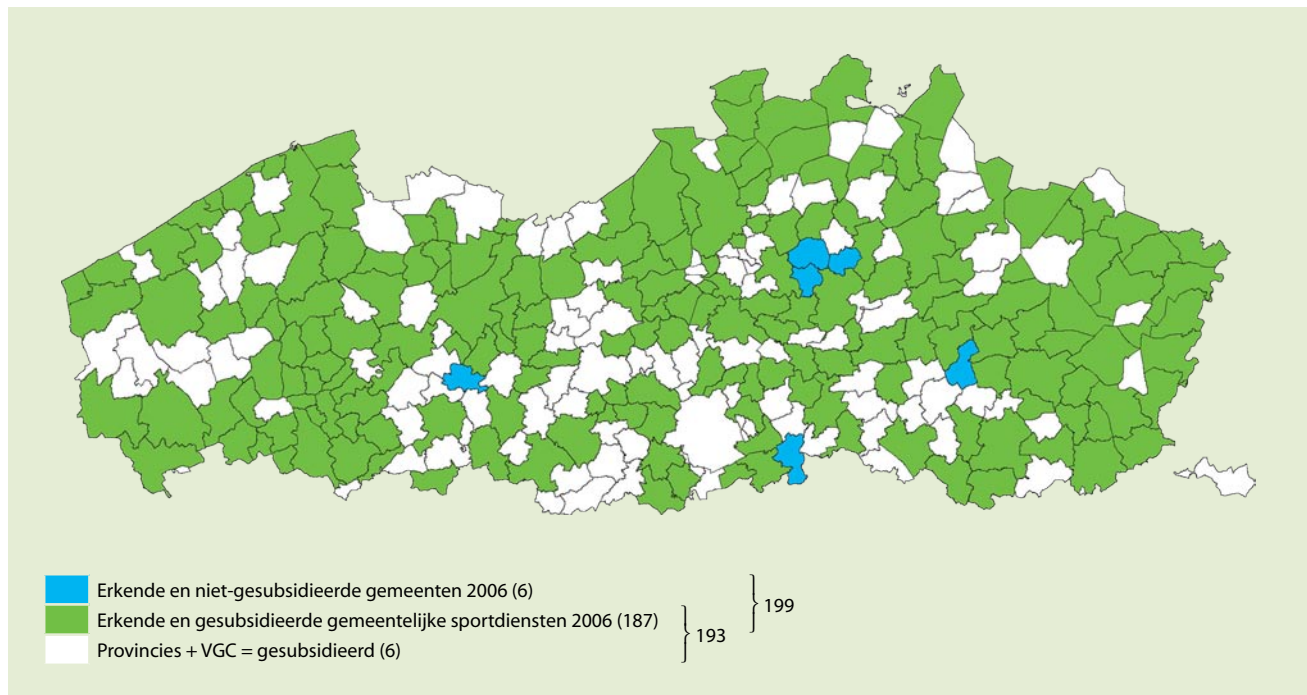 Erkende en niet-gesubsidieerde gemeenten 2006 (6)
199
Erkende en gesubsidieerde gemeentelijke sportdiensten 2006 (187)
193
Provincies + VGC = gesubsidieerd (6)